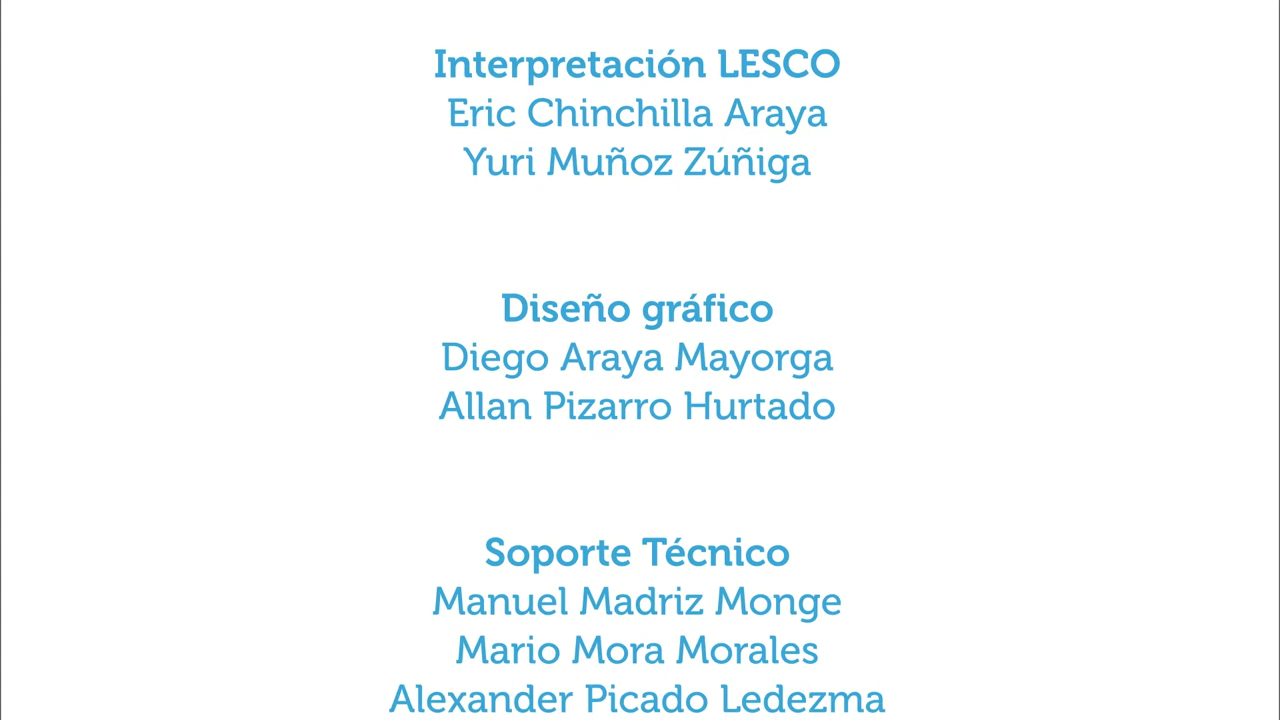 Interpretación LESCO
Eric Chinchilla Araya
Yuri Muñoz Zúñiga
Diseño gráfico
Diego Araya Mayorga
Allan Pizarro Hurtado
Soporte Técnico
Manuel Madriz Monge
Mario Mora Morales
Alexander Picado Ledezma